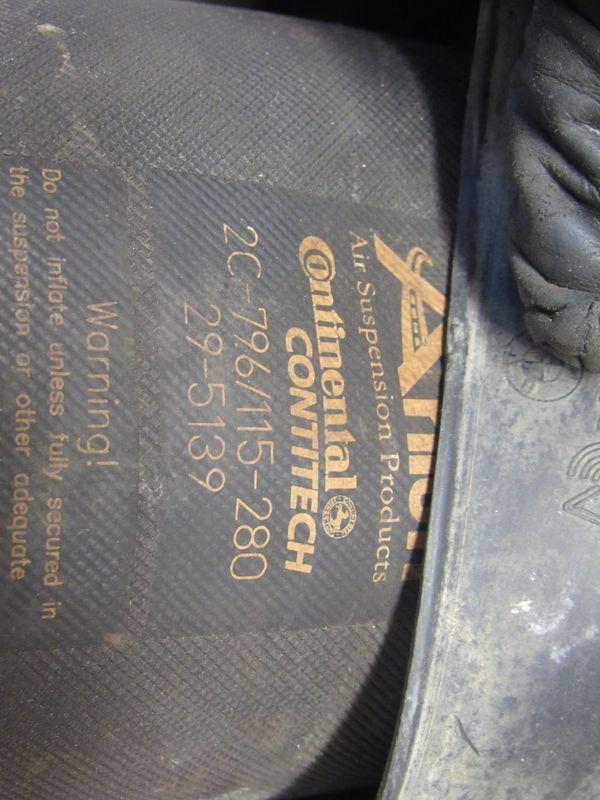 Air Suspension Products
Continental
CONTITECH
2C-796/115-280
29-5139
Warning!
Do not inflate unless fully secured in
the suspension or other adequate